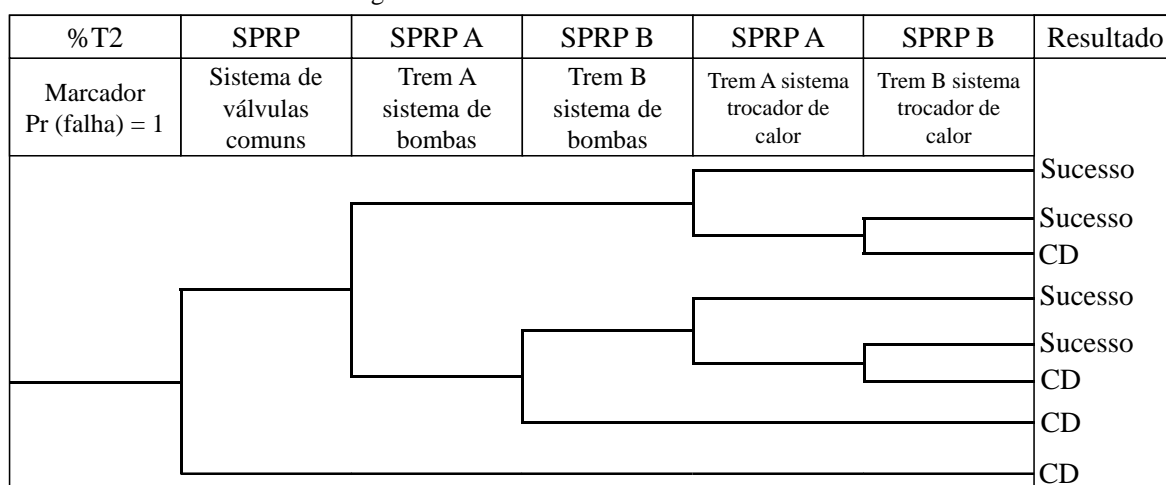 %T2
SPRP
SPRP A
SPRP B
SPRP A
SPRP B
Resultado
Marcador
Pr (falha) = 1
Sistema de
válvulas
comuns
Trem A
sistema de
bombas
Trem B
sistema de
bombas
Trem A sistema
trocador de
calor
Trem B sistema
trocador de
calor
Sucesso
Sucesso
CD
Sucesso
Sucesso
CD
CD
CD